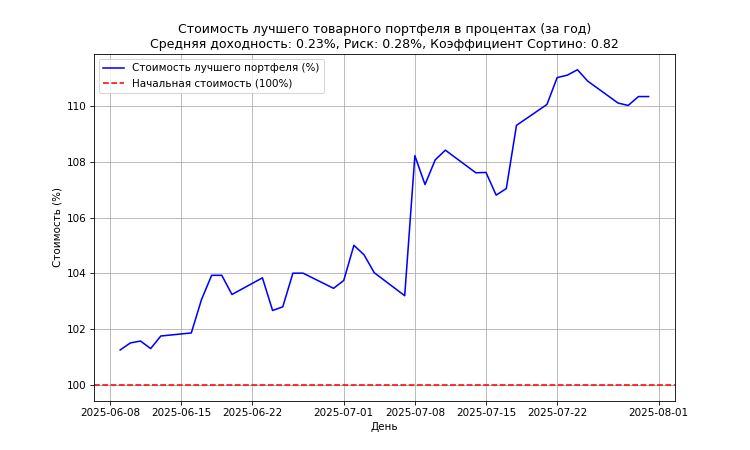 Стоимость лучшего товарного портфеля в процентах (за год)
Средняя доходность: 0.23%, Риск: 0.28%, Коэффициент Сортино: 0.82
Стоимость лучшего портфеля (%)
Начальная стоимость (100%)
Стоимость (%)
110
108
106
104
102
100
2025-06-08 2025-06-15 2025-06-22 2025-07-01 2025-07-08 2025-07-15 2025-07-22 2025-08-01
День